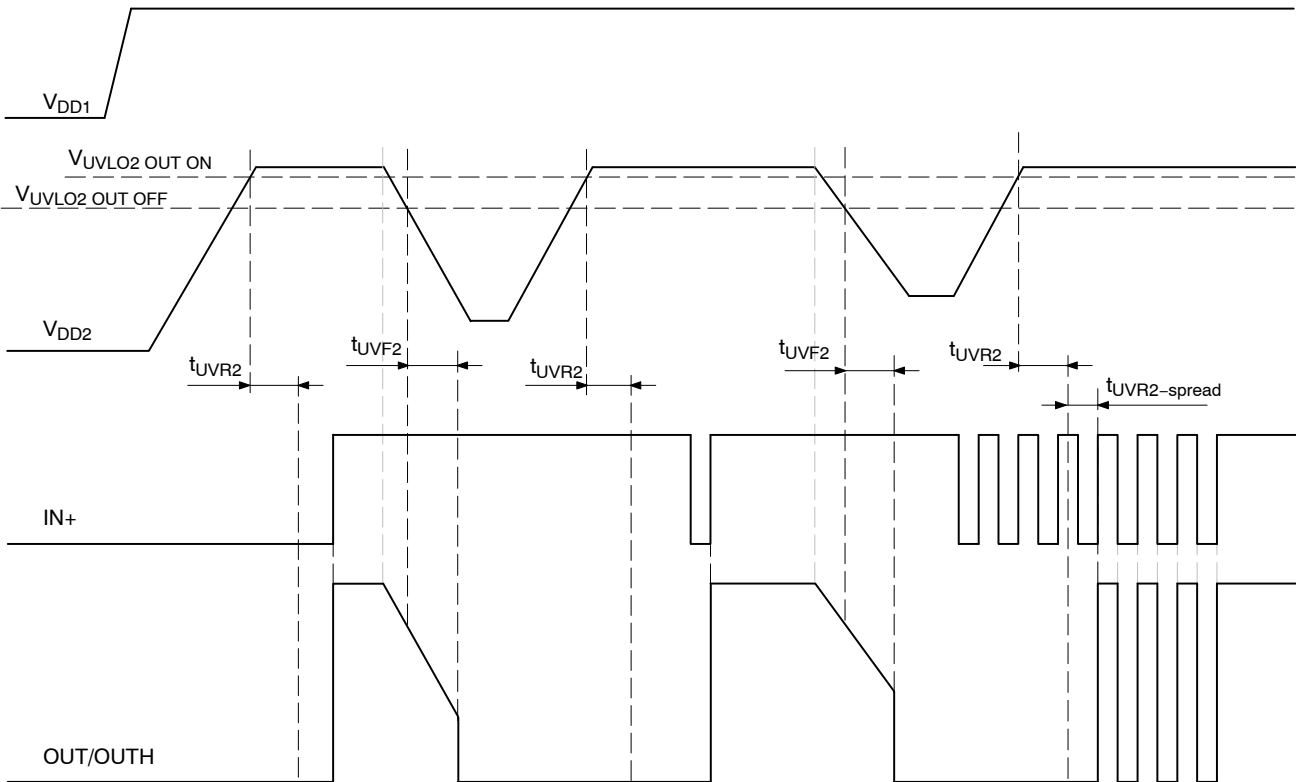 VDD1
VUVLO2 OUT ON
VUVLO2 OUT OFF
VDD2
tUVR2
tUVF2
tUVR2
tUVF2
tUVR2
tUVR2−spread
IN+
OUT/OUTH